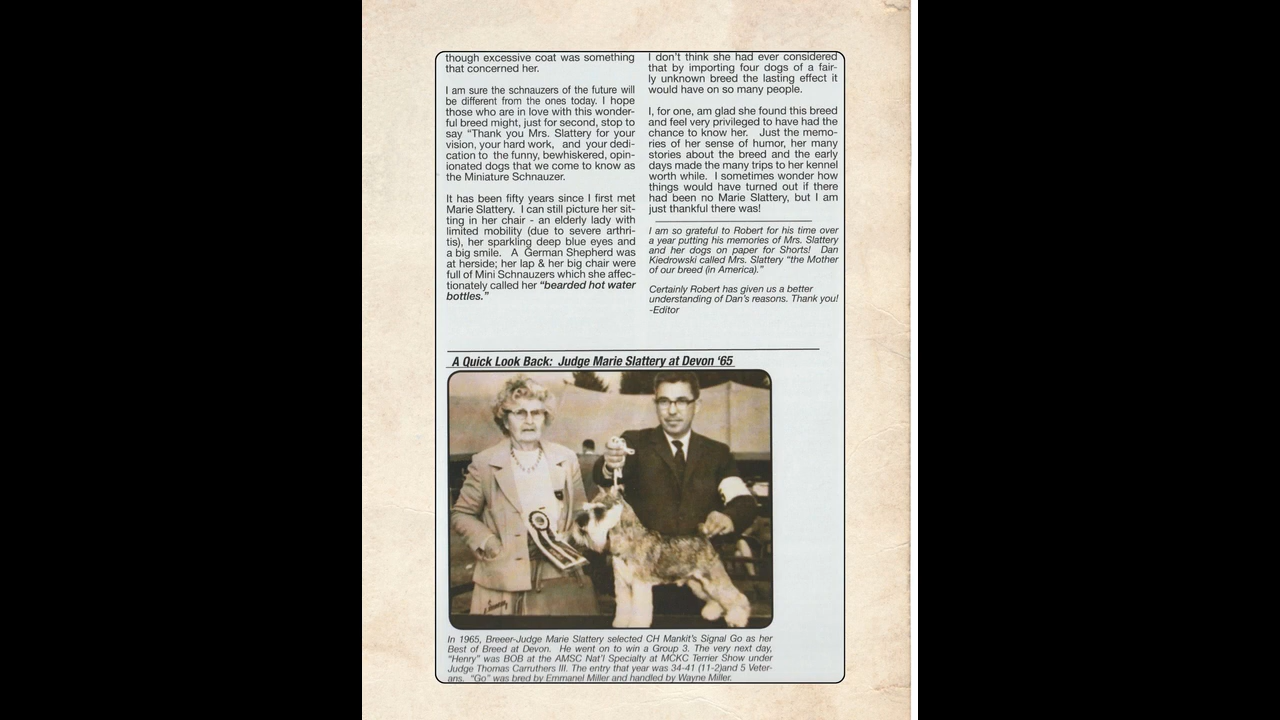 though excessive coat was something
that concerned her.
I am sure the schnauzers of the future will
be different from the ones today. I hope
those who are in love with this wonder-
ful breed might, just for second, stop to
say “Thank you Mrs. Slattery for your
vision, your hard work, and your dedi-
cation to the funny, bewhiskered, opin-
ionated dogs that we come to know as
the Miniature Schnauzer.
It has been fifty years since I first met
Marie Slattery. I can still picture her sit-
ting in her chair - an elderly lady with
limited mobility (due to severe arthri-
tis), her sparkling deep blue eyes and
a big smile. A German Shepherd was
at herside; her lap & her big chair were
full of Mini Schnauzers which she affec-
tionately called her “bearded hot water
bottles.”
I don't think she had ever considered
that by importing four dogs of a fair-
ly unknown breed the lasting effect it
would have on so many people.
I, for one, am glad she found this breed
and feel very privileged to have had the
chance to know her. Just the memo-
ries of her sense of humor, her many
stories about the breed and the early
days made the many trips to her kennel
worth while. I sometimes wonder how
things would have turned out if there
had been no Marie Slattery, but I am
just thankful there was!
I am so grateful to Robert for his time over
a year putting his memories of Mrs. Slattery
and her dogs on paper for Shorts! Dan
Kiedrowski called Mrs. Slattery “the Mother
of our breed (in America).”
Certainly Robert has given us a better
understanding of Dan's reasons. Thank you!
-Editor
A Quick Look Back: Judge Marie Slattery at Devon ‘65
In 1965, Breeer-Judge Marie Slattery selected CH Mankit's Signal Go as her
Best of Breed at Devon. He went on to win a Group 3. The very next day,
“Henry” was BOB at the AMSC Nat'l Specialty at MCKC Terrier Show under
Judge Thomas Carruthers III. The entry that year was 34-41 (11-2)and 5 Veter-
ans. “Go” was bred by Emmanel Miller and handled by Wayne Miller.